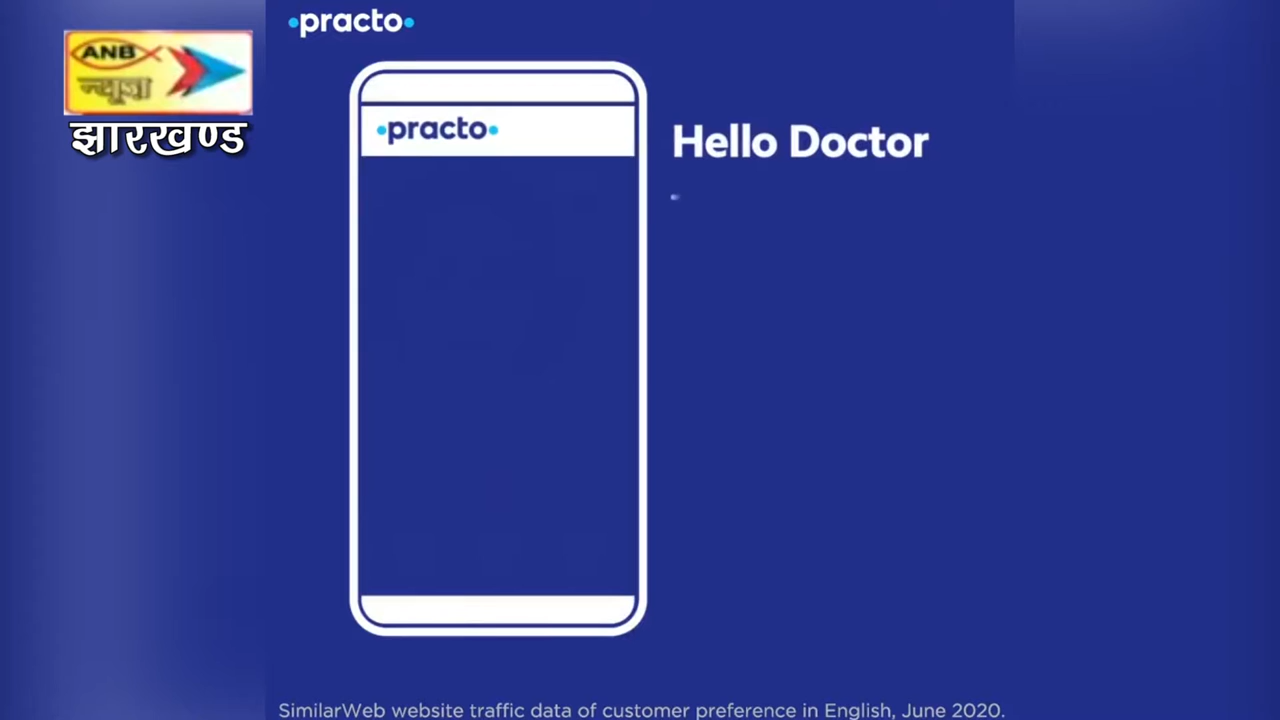 practo
ANB
न्यूज़
झारखण्ड
practo
Hello Doctor
SimilarWeb website traffic data of customer preference in English, June 2020.